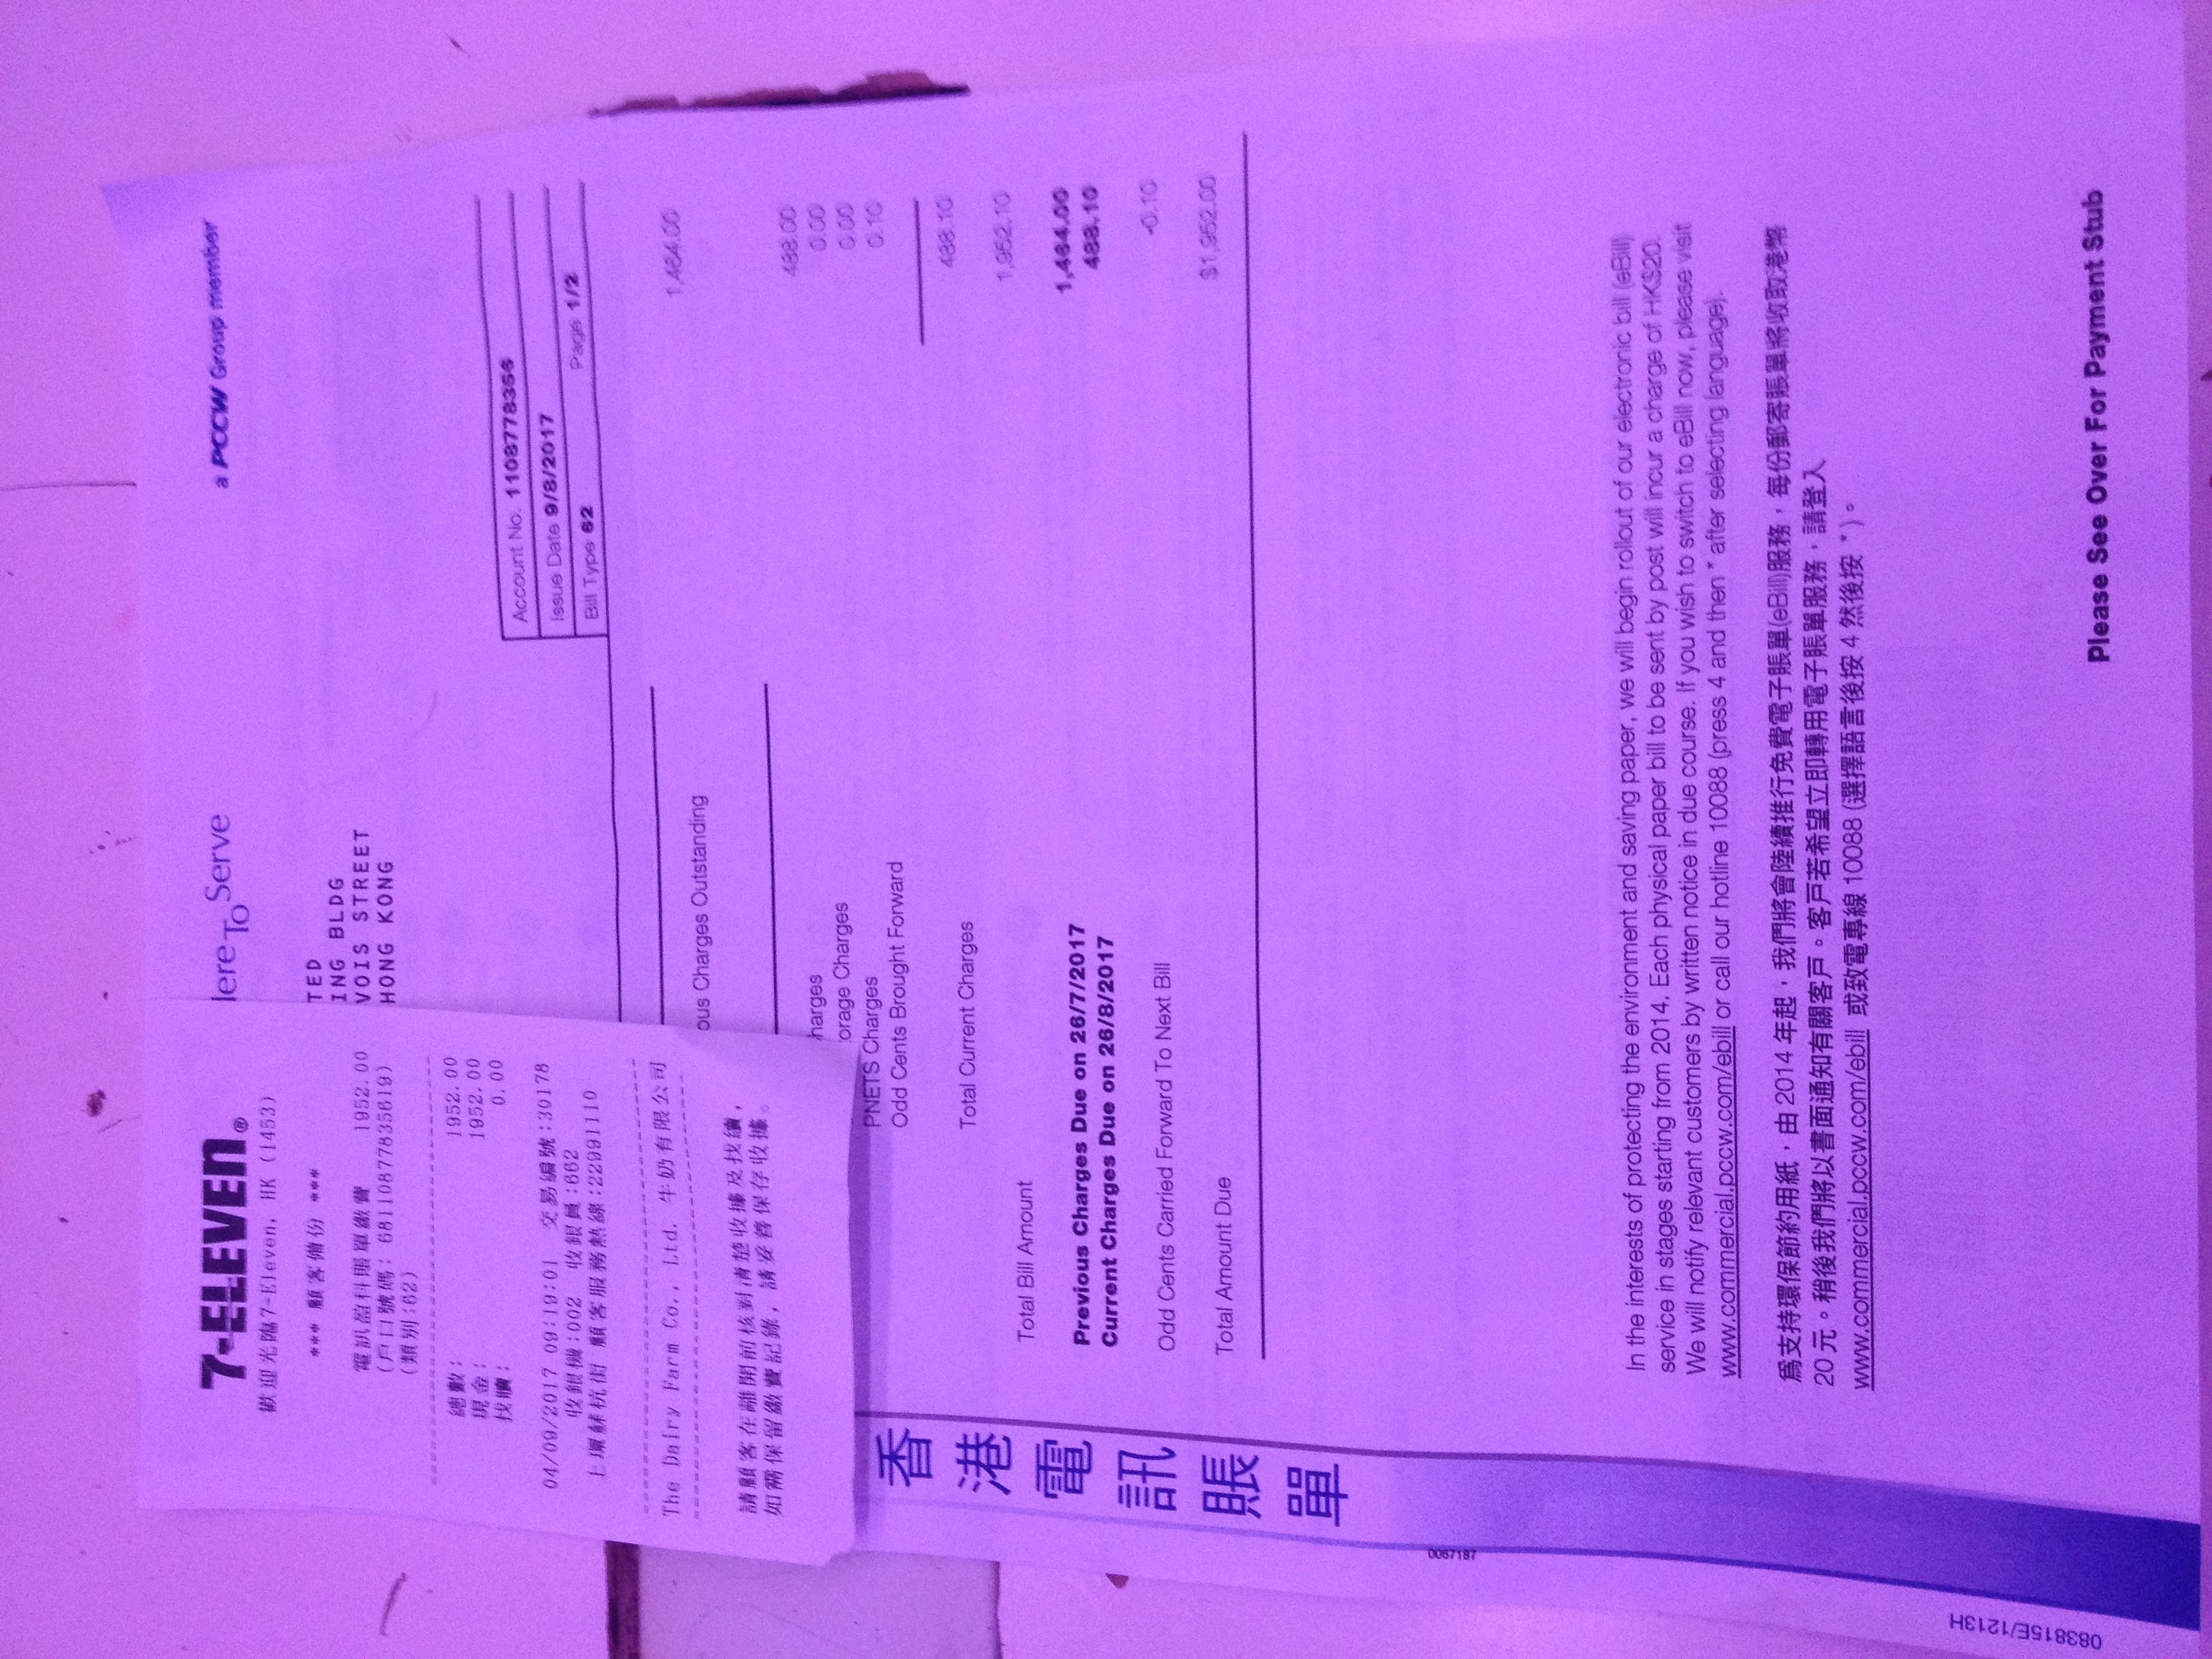 7-ELEVEN®
歡迎光臨7-Eleven, HK (1453)
*** 顧客備份 ***
電訊盈科賬單繳費 1952.00
(戶口號碼: 68110877835619)
(類別:62)
總數: 1952.00
現金: 1952.00
找贖: 0.00
04/09/2017 09:19:01 交易編號:30178
收銀機:002 收銀員:662
上環蘇杭街 顧客服務熱線:22991110
The Dairy Farm Co., Ltd. 牛奶有限公司
請顧客在離開前核對清楚收據及找續，
如需保留繳費記錄，請妥善保存收據。
Here To Serve
a PCCW Group member
TED
ING BLDG
VOIS STREET
HONG KONG
Account No. 1108778356
Issue Date 9/8/2017
Bill Type 62 Page 1/2
1,464.00
ous Charges Outstanding
488.00
harges 0.00
orage Charges 0.00
PNETS Charges 0.10
Odd Cents Brought Forward
Total Current Charges 488.10
Total Bill Amount 1,952.10
Previous Charges Due on 26/7/2017 1,464.00
Current Charges Due on 26/8/2017 488.10
Odd Cents Carried Forward To Next Bill -0.10
Total Amount Due $1,952.00
香港電訊賬單
In the interests of protecting the environment and saving paper, we will begin rollout of our electronic bill (eBill)
service in stages starting from 2014. Each physical paper bill to be sent by post will incur a charge of HK$20.
We will notify relevant customers by written notice in due course. If you wish to switch to eBill now, please visit
www.commercial.pccw.com/ebill or call our hotline 10088 (press 4 and then * after selecting language).
為支持環保節約用紙，由 2014 年起，我們將會陸續推行免費電子賬單(eBill)服務，每份郵寄賬單將收取港幣
20 元。稍後我們將以書面通知有關客戶。客戶若希望立即轉用電子賬單服務，請登入
www.commercial.pccw.com/ebill 或致電專線 10088 (選擇語言後按 4 然後按 * )。
083815E/1213H
Please See Over For Payment Stub